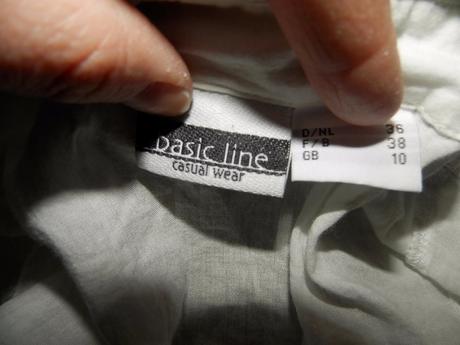 basic line
casual wear
D/NL 36
F/B 38
GB 10